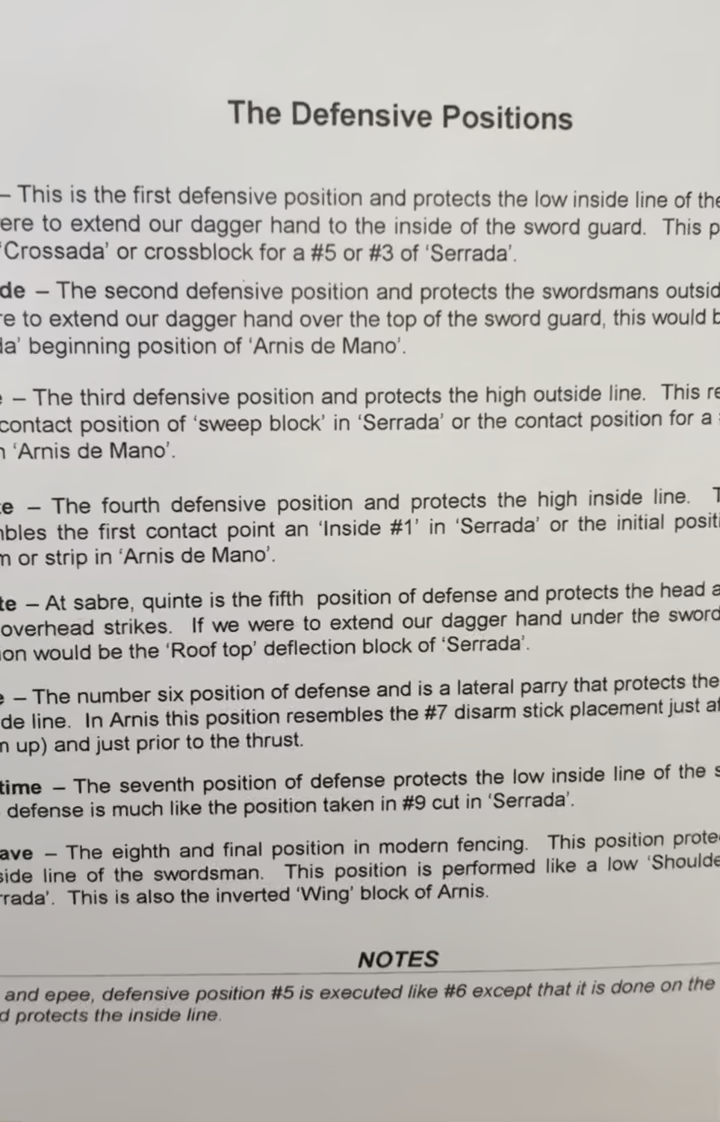 The Defensive Positions
– This is the first defensive position and protects the low inside line of the
ere to extend our dagger hand to the inside of the sword guard. This p
'Crossada' or crossblock for a #5 or #3 of 'Serrada'.
de – The second defensive position and protects the swordsmans outsid
re to extend our dagger hand over the top of the sword guard, this would b
da' beginning position of 'Arnis de Mano'.
e – The third defensive position and protects the high outside line. This re
contact position of 'sweep block' in 'Serrada' or the contact position for a
n 'Arnis de Mano'.
te – The fourth defensive position and protects the high inside line. T
mbles the first contact point an 'Inside #1' in 'Serrada' or the initial positi
m or strip in 'Arnis de Mano'.
te – At sabre, quinte is the fifth position of defense and protects the head a
overhead strikes. If we were to extend our dagger hand under the sword
ion would be the 'Roof top' deflection block of 'Serrada'.
e – The number six position of defense and is a lateral parry that protects the
de line. In Arnis this position resembles the #7 disarm stick placement just af
m up) and just prior to the thrust.
time – The seventh position of defense protects the low inside line of the s
defense is much like the position taken in #9 cut in 'Serrada'.
ave – The eighth and final position in modern fencing. This position prote
side line of the swordsman. This position is performed like a low 'Shoulde
rrada'. This is also the inverted 'Wing' block of Arnis.
NOTES
and epee, defensive position #5 is executed like #6 except that it is done on the
d protects the inside line.